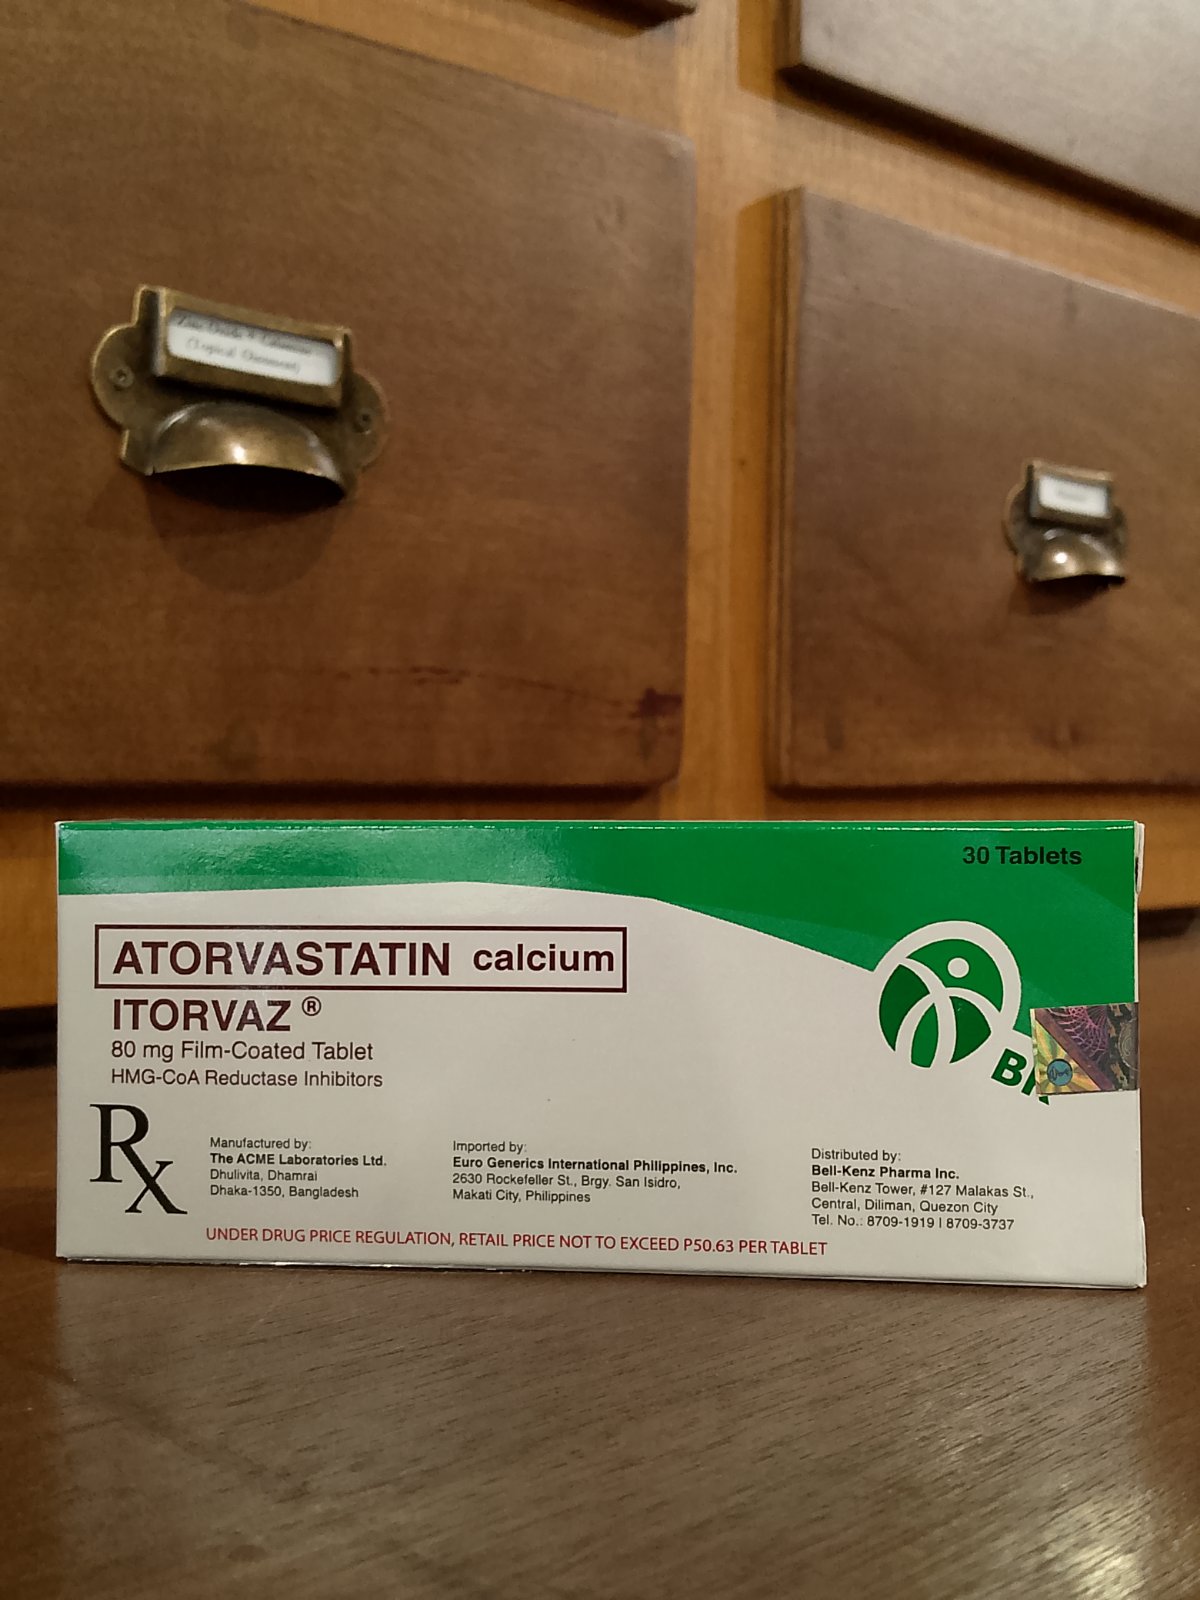 (Topical Ointment)
30 Tablets
ATORVASTATIN calcium
ITORVAZ ®
80 mg Film-Coated Tablet
HMG-CoA Reductase Inhibitors
Rx
Manufactured by:
The ACME Laboratories Ltd.
Dhulivita, Dhamrai
Dhaka-1350, Bangladesh
Imported by:
Euro Generics International Philippines, Inc.
2630 Rockefeller St., Brgy. San Isidro,
Makati City, Philippines
Distributed by:
Bell-Kenz Pharma Inc.
Bell-Kenz Tower, #127 Malakas St.,
Central, Diliman, Quezon City
Tel. No.: 8709-1919 | 8709-3737
UNDER DRUG PRICE REGULATION, RETAIL PRICE NOT TO EXCEED P50.63 PER TABLET